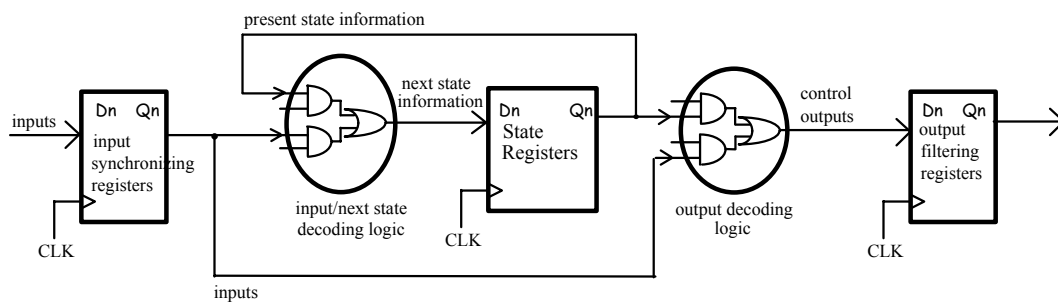 present state information
inputs
Dn Qn
input
synchronizing
registers
CLK
input/next state
decoding logic
next state
information
Dn Qn
State
Registers
CLK
output decoding
logic
control
outputs
Dn Qn
output
filtering
registers
CLK
inputs